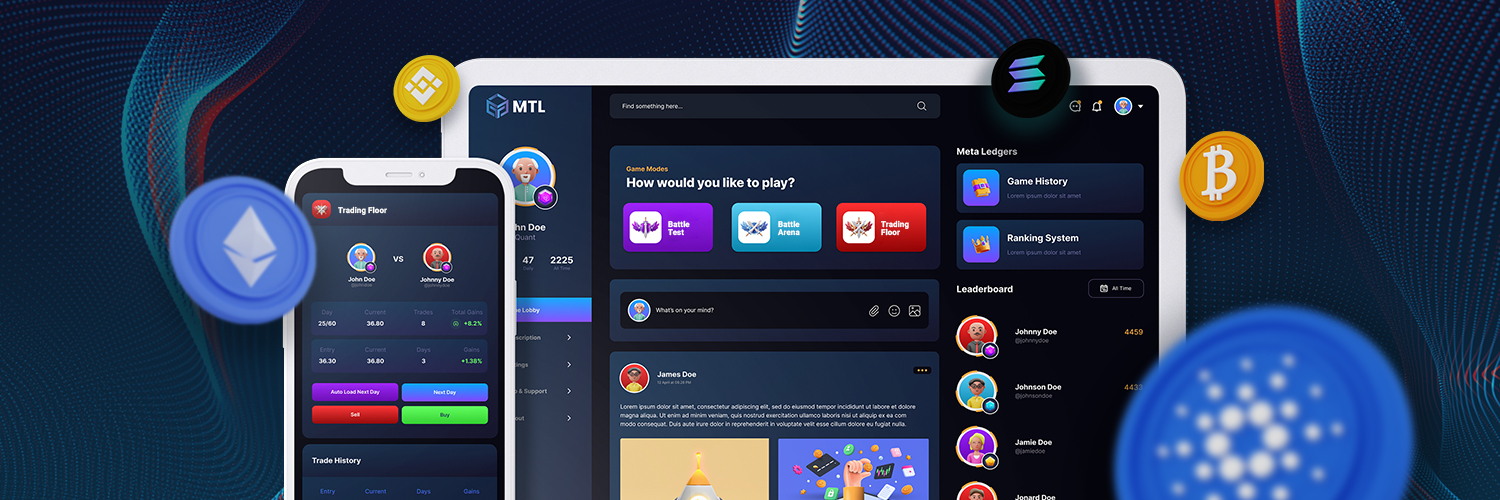 MTL
Find something here...
hn Doe
Quant
47
2225
Daily
All Time
e Lobby
cription
ings
p & Support
out
Game Modes
How would you like to play?
Battle
Test
Battle
Arena
Trading
Floor
What's on your mind?
James Doe
12 April at 09.28 PM
Lorem ipsum dolor sit amet, consectetur adipiscing elit, sed do eiusmod tempor incididunt ut labore et dolore
magna aliqua. Ut enim ad minim veniam, quis nostrud exercitation ullamco laboris nisi ut aliquip ex ea com
modo consequat. Duis aute irure dolor in reprehenderit in voluptate velit esse cillum dolore eu fugiat nulla.
Meta Ledgers
Game History
Lorem ipsum dolor sit amet
Ranking System
Lorem ipsum dolor sit amet
Leaderboard
All Time
Johnny Doe
@johnnydoe
4459
Johnson Doe
@johnsondoe
4433
Jamie Doe
@jamiedoe
Jonard Doe
Trading Floor
John Doe
@johndoe
VS
Johnny Doe
@johnnydoe
Day Current Trades Total Gains
25/60 36.80 8 +8.2%
Entry Current Days Gains
36.30 36.80 3 +1.38%
Auto Load Next Day
Next Day
Sell
Buy
Trade History
Entry Current Days Gains